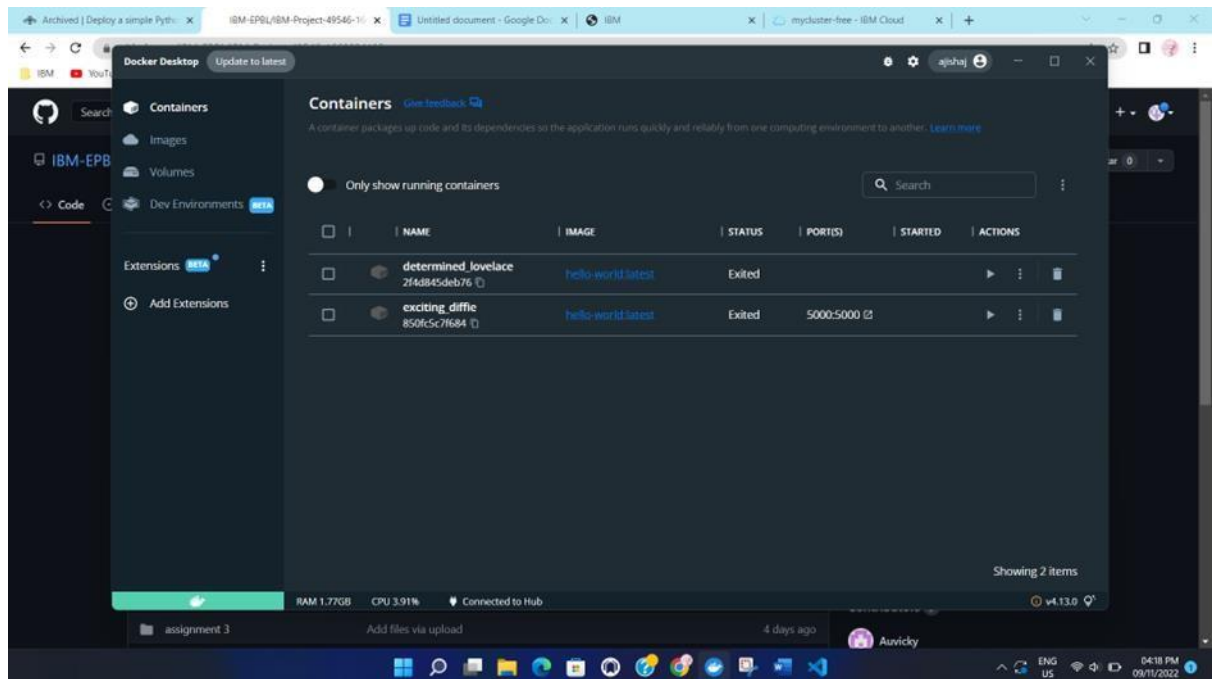 Archived | Deploy a simple Pytho
IBM-EPBL/IBM-Project-49546-16
Untitled document - Google Doc
IBM
mycluster-free - IBM Cloud
IBM
YouTu
Docker Desktop
Update to latest
ajishaj
Search
IBM-EPB
ar 0
Code
Containers
Images
Volumes
Dev Environments BETA
Extensions BETA
Add Extensions
Containers Give feedback
A container packages up code and its dependencies so the application runs quickly and reliably from one computing environment to another. Learn more
Only show running containers
Search
NAME IMAGE STATUS PORT(S) STARTED ACTIONS
determined_lovelace hello-world:latest Exited
2f4d845deb76
exciting_diffie hello-world:latest Exited 5000:5000
850fc5c7f684
Showing 2 items
RAM 1.77GB CPU 3.91% Connected to Hub
v4.13.0
assignment 3 Add files via upload 4 days ago
Auvicky
ENG
US
04:18 PM
09/11/2022
1